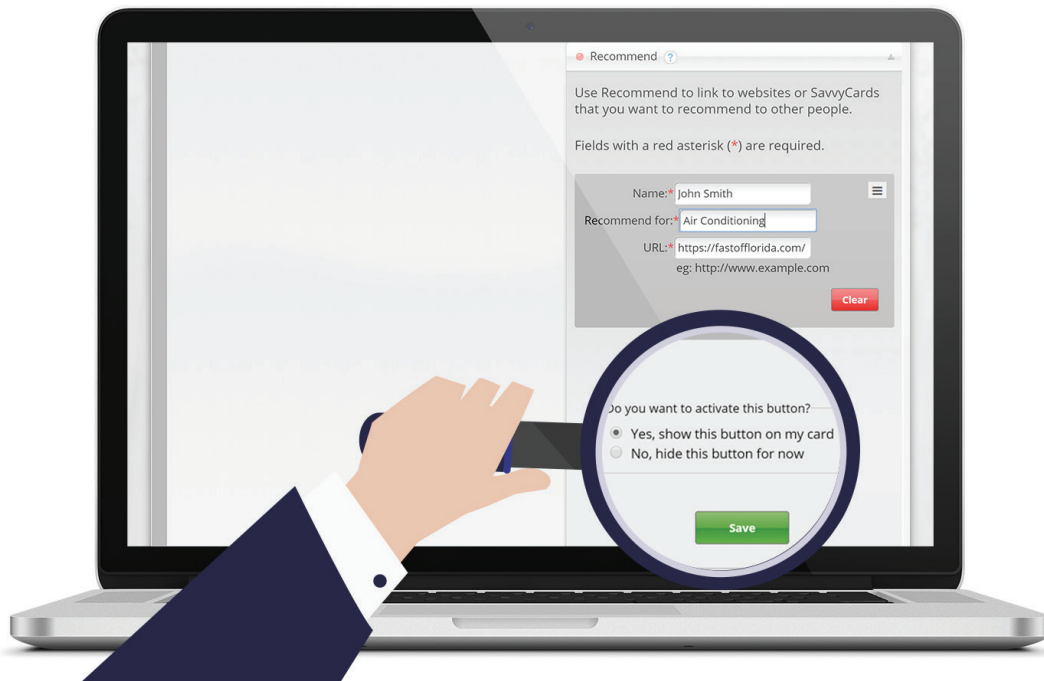 Recommend ?
Use Recommend to link to websites or SavvyCards
that you want to recommend to other people.
Fields with a red asterisk (*) are required.
Name:* John Smith
Recommend for:* Air Conditioning
URL:* https://fastofflorida.com/
eg: http://www.example.com
Clear
Do you want to activate this button?
Yes, show this button on my card
No, hide this button for now
Save